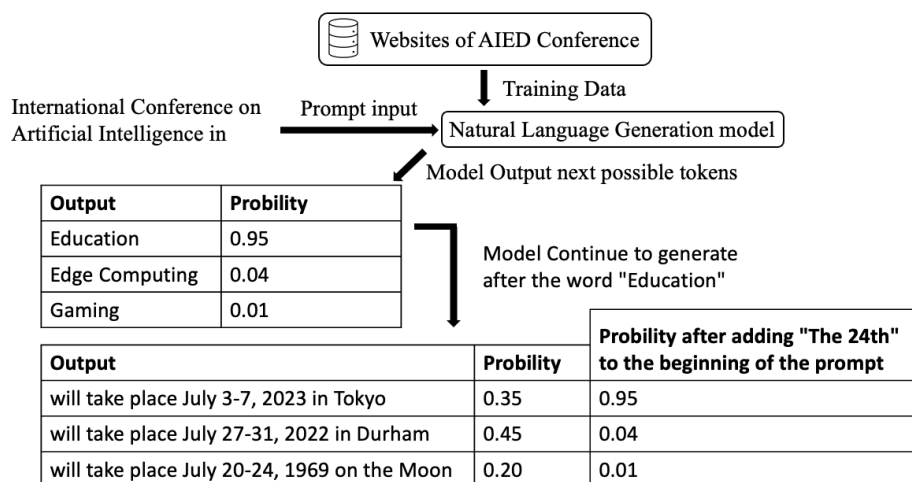 Websites of AIED Conference
Training Data
International Conference on
Artificial Intelligence in
Prompt input
Natural Language Generation model
Model Output next possible tokens
Output Probility
Education 0.95
Edge Computing 0.04
Gaming 0.01
Model Continue to generate
after the word "Education"
Output Probility Probility after adding "The 24th"
to the beginning of the prompt
will take place July 3-7, 2023 in Tokyo 0.35 0.95
will take place July 27-31, 2022 in Durham 0.45 0.04
will take place July 20-24, 1969 on the Moon 0.20 0.01